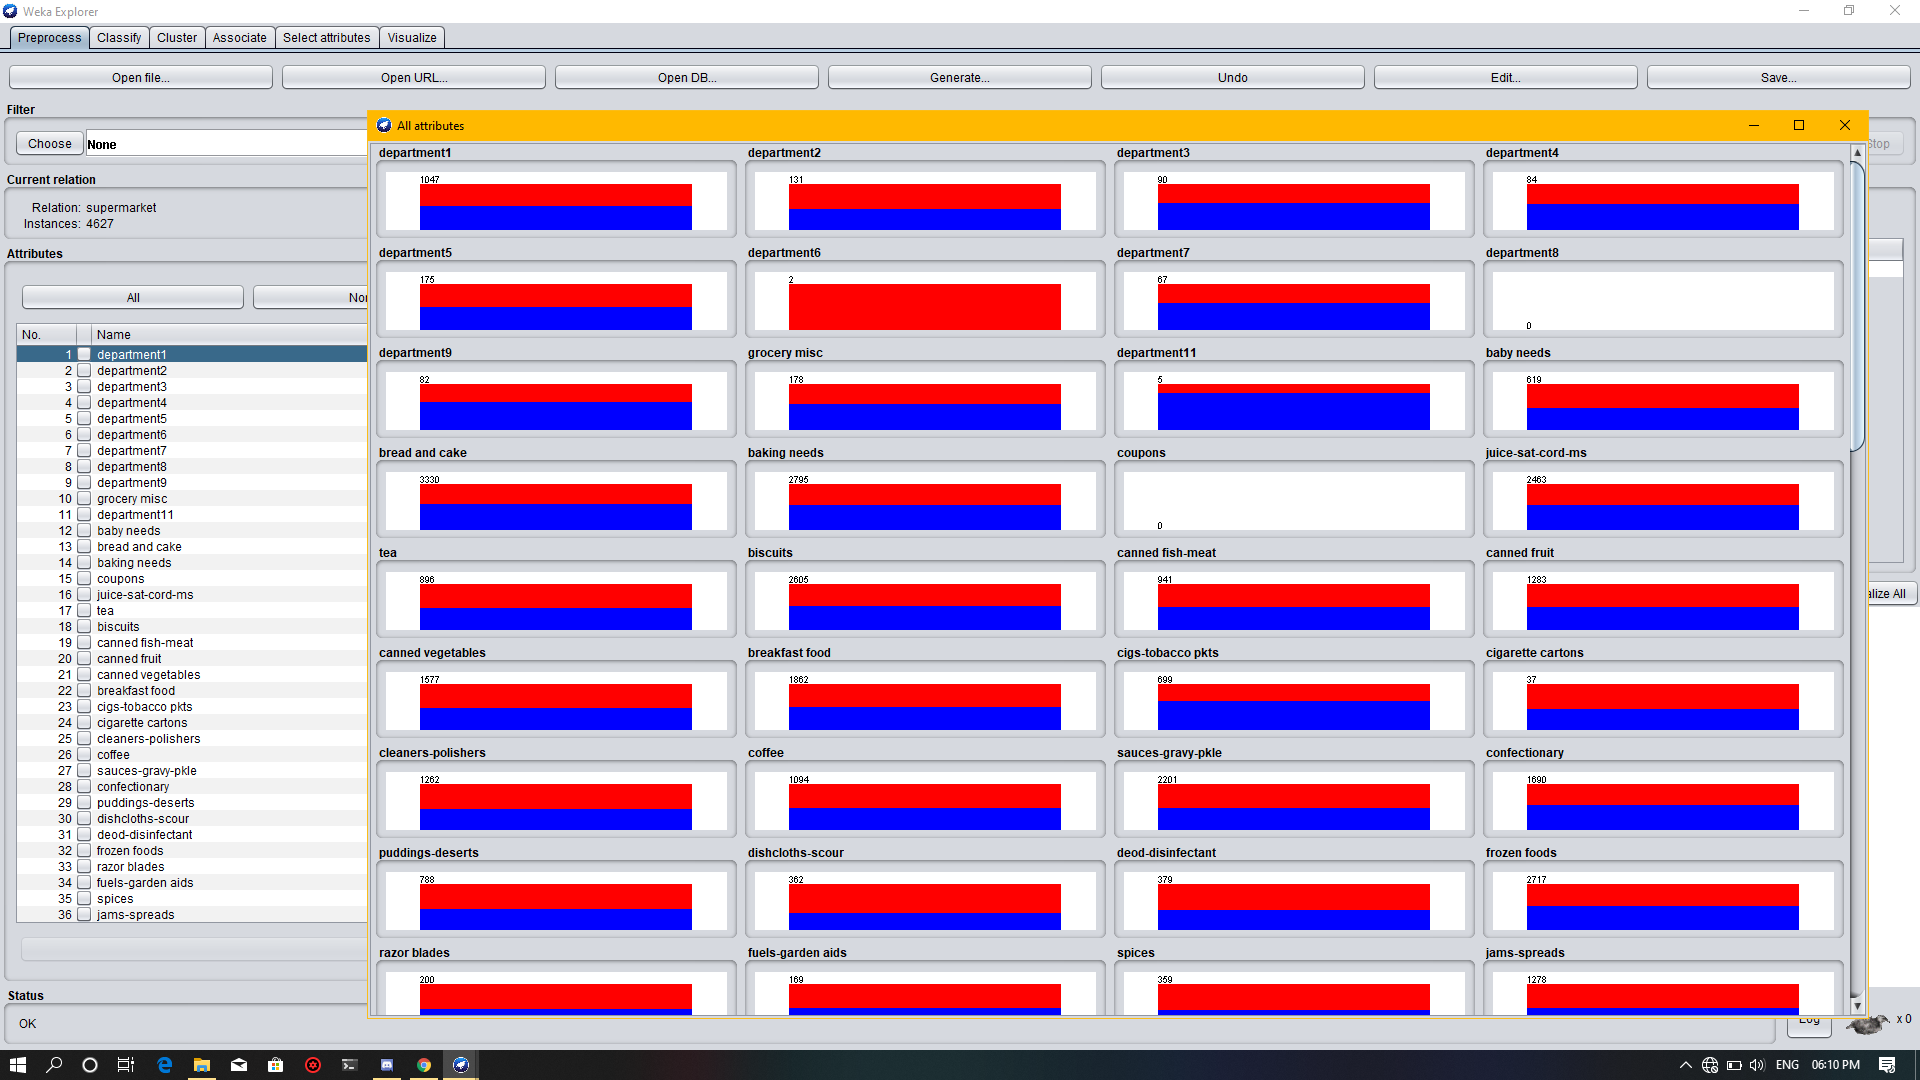 Weka Explorer
Preprocess Classify Cluster Associate Select attributes Visualize
Open file... Open URL... Open DB... Generate... Undo Edit... Save...
Filter
Choose None
Current relation
Relation: supermarket
Instances: 4627
Attributes
All
No. Name
1 department1
2 department2
3 department3
4 department4
5 department5
6 department6
7 department7
8 department8
9 department9
10 grocery misc
11 department11
12 baby needs
13 bread and cake
14 baking needs
15 coupons
16 juice-sat-cord-ms
17 tea
18 biscuits
19 canned fish-meat
20 canned fruit
21 canned vegetables
22 breakfast food
23 cigs-tobacco pkts
24 cigarette cartons
25 cleaners-polishers
26 coffee
27 sauces-gravy-pkle
28 confectionary
29 puddings-deserts
30 dishcloths-scour
31 deod-disinfectant
32 frozen foods
33 razor blades
34 fuels-garden aids
35 spices
36 jams-spreads
Status
OK
All attributes
department1 department2 department3 department4
1047 131 90 84
department5 department6 department7 department8
175 2 67 0
department9 grocery misc department11 baby needs
82 178 5 619
bread and cake baking needs coupons juice-sat-cord-ms
3330 2795 0 2463
tea biscuits canned fish-meat canned fruit
896 2605 941 1283
canned vegetables breakfast food cigs-tobacco pkts cigarette cartons
1577 1862 699 37
cleaners-polishers coffee sauces-gravy-pkle confectionary
1262 1094 2201 1690
puddings-deserts dishcloths-scour deod-disinfectant frozen foods
788 362 379 2717
razor blades fuels-garden aids spices jams-spreads
200 169 359 1278
alize All
Log x 0
ENG 06:10 PM